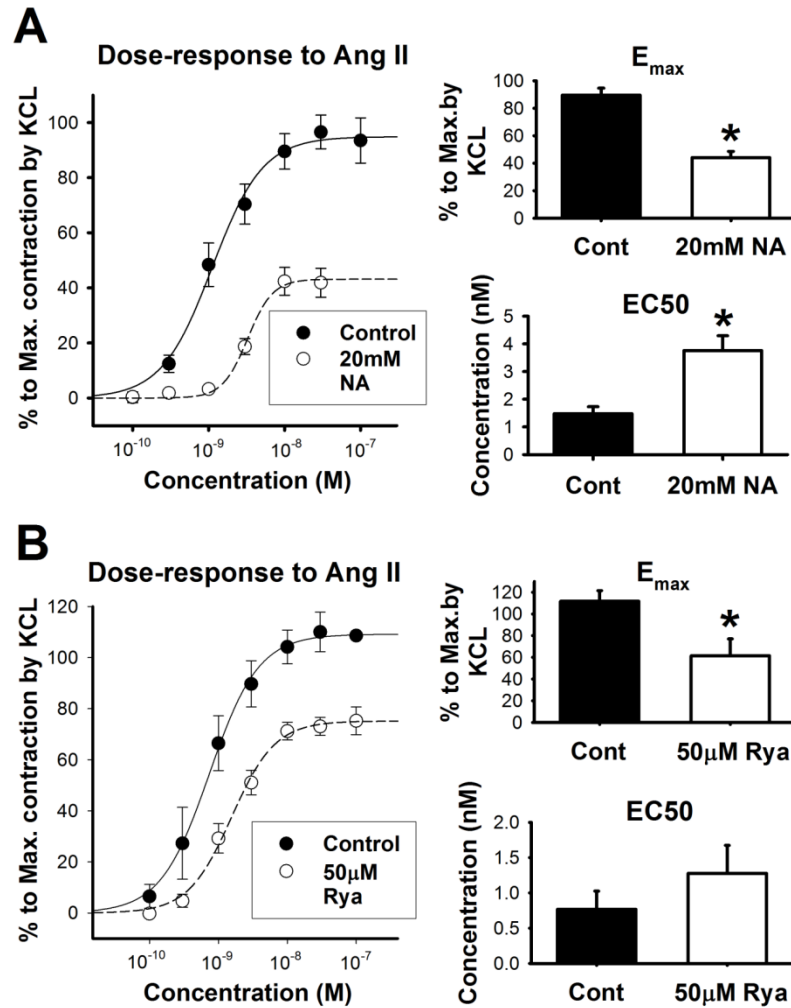 A
Dose-response to Ang II
% to Max. contraction by KCL
100
80
60
40
20
0
Control
20mM
NA
10-10
10-9
10-8
10-7
Concentration (M)
Emax
% to Max.by
KCL
100
80
60
40
20
0
*
Cont
20mM NA
EC50
Concentration (nM)
5
4
3
2
1
0
*
Cont
20mM NA
B
Dose-response to Ang II
% to Max. contraction by KCL
120
100
80
60
40
20
0
Control
50μM
Rya
10-10
10-9
10-8
10-7
Concentration (M)
Emax
% to Max.by
KCL
120
100
80
60
40
20
0
*
Cont
50μM Rya
EC50
Concentration (nM)
2.0
1.5
1.0
0.5
0.0
Cont
50μM Rya